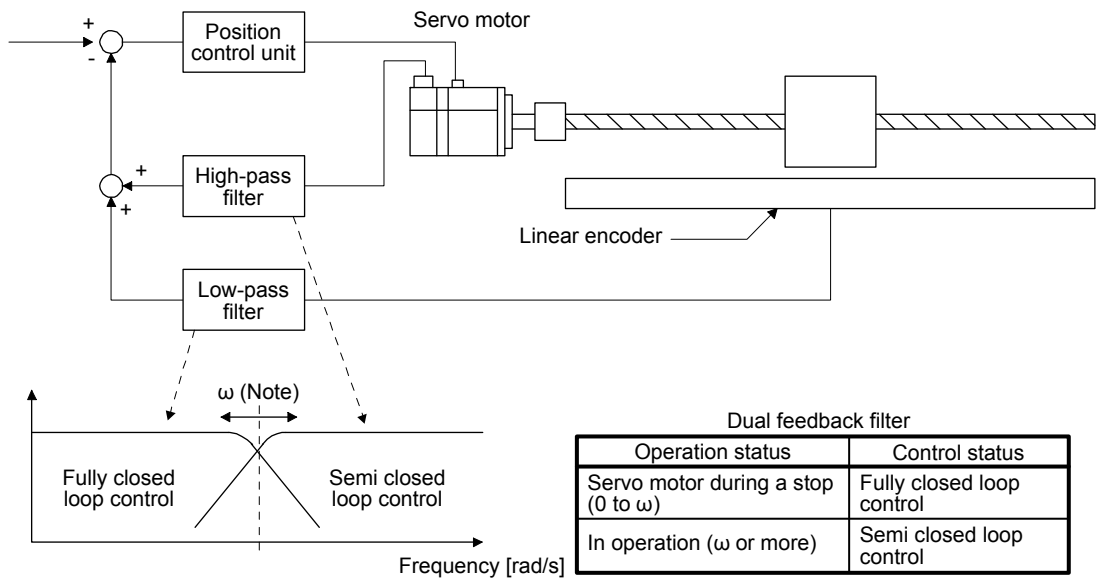 Servo motor
+
-
Position
control unit
+
+
High-pass
filter
Linear encoder
Low-pass
filter
ω (Note)
Fully closed
loop control
Semi closed
loop control
Frequency [rad/s]
Dual feedback filter
Operation status
Control status
Servo motor during a stop
(0 to ω)
Fully closed loop
control
In operation (ω or more)
Semi closed loop
control